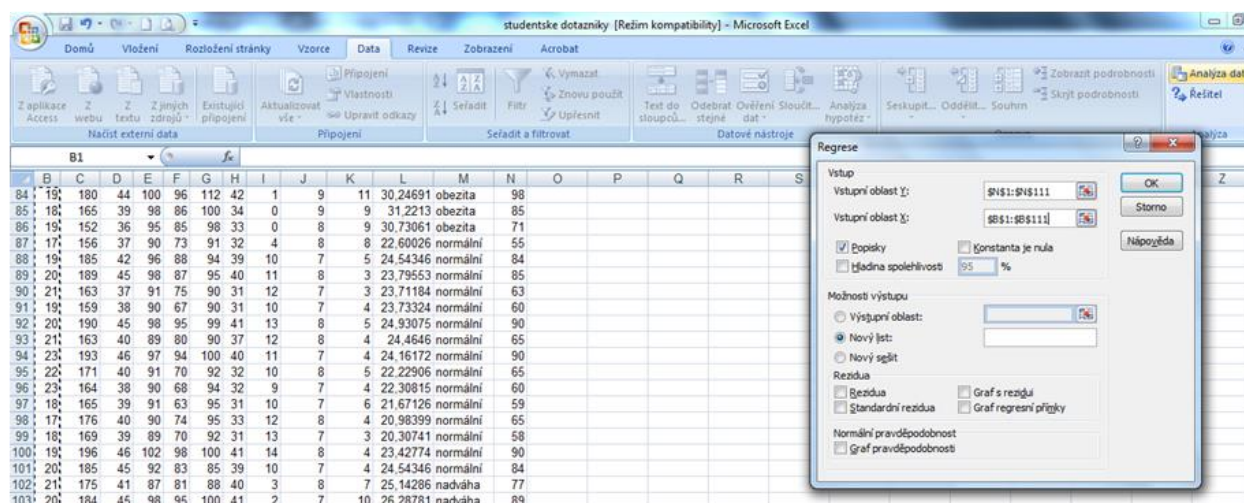 studentske dotazniky [Režim kompatibility] - Microsoft Excel
Domů Vložení Rozložení stránky Vzorce Data Revize Zobrazení Acrobat
Z aplikace Access Z webu Z textu Z jiných zdrojů Existující připojení Aktualizovat vše Připojení Vlastnosti Upravit odkazy Seřadit Filtr Vymazat Znovu použít Upřesnit Text do sloupců... Odebrat stejné Ověření dat Sloučit... Analýza hypotéz Seskupit... Oddělit... Souhrn Zobrazit podrobnosti Skrýt podrobnosti Analýza dat Řešitel
Načíst externí data Připojení Seřadit a filtrovat Datové nástroje
B1 fx
B C D E F G H I J K L M N O P Q R S Z
84 19 180 44 100 96 112 42 1 9 11 30,24691 obezita 98
85 18 165 39 98 86 100 34 0 9 9 31,2213 obezita 85
86 19 152 36 95 85 98 33 0 8 9 30,73061 obezita 71
87 17 156 37 90 73 91 32 4 8 8 22,60026 normální 55
88 19 185 42 96 88 94 39 10 7 5 24,54346 normální 84
89 20 189 45 98 87 95 40 11 8 3 23,79553 normální 85
90 21 163 37 91 75 90 31 12 7 3 23,71184 normální 63
91 19 159 38 90 67 90 31 10 7 4 23,73324 normální 60
92 20 190 45 98 95 99 41 13 8 5 24,93075 normální 90
93 21 163 40 89 80 90 37 12 8 4 24,4646 normální 65
94 23 193 46 97 94 100 40 11 7 4 24,16172 normální 90
95 22 171 40 91 70 92 32 10 8 5 22,22906 normální 65
96 23 164 38 90 68 94 32 9 7 4 22,30815 normální 60
97 18 165 39 91 63 95 31 10 7 6 21,67126 normální 59
98 17 176 40 90 74 95 33 12 8 4 20,98399 normální 65
99 18 169 39 89 70 92 31 13 7 3 20,30741 normální 58
100 19 196 46 102 98 100 41 14 8 4 23,42774 normální 90
101 20 185 45 92 83 85 39 10 7 4 24,54346 normální 84
102 21 175 41 87 81 88 40 3 8 7 25,14286 nadváha 77
103 20 184 45 98 95 100 41 2 7 10 26,28781 nadváha 89
Regrese
Vstup
Vstupní oblast Y: $N$1:$N$111 OK
Vstupní oblast X: $B$1:$B$111 Storno
Popisky Konstanta je nula Nápověda
Hladina spolehlivosti 95 %
Možnosti výstupu
Výstupní oblast:
Nový list:
Nový sešit
Rezidua
Rezidua Graf s rezidui
Standardní rezidua Graf regresní přímky
Normální pravděpodobnost
Graf pravděpodobnosti